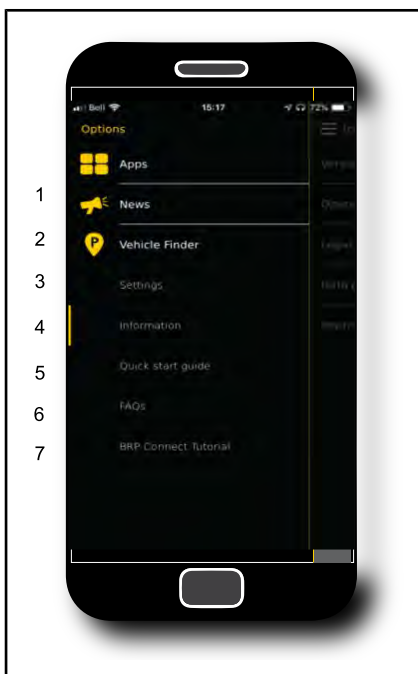 Bell 15:17 72%
Options
Apps
1
News
2
Vehicle Finder
3
Settings
4
Information
5
Quick start guide
6
FAQs
7
BRP Connect Tutorial